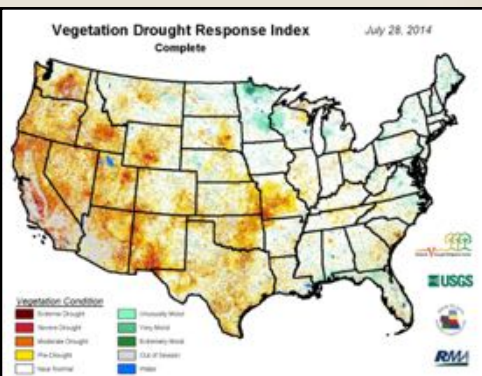 Vegetation Drought Response Index
Complete
July 28, 2014
Vegetation Condition
Extreme Drought
Severe Drought
Moderate Drought
Pre-Drought
Near Normal
Unusually Moist
Very Moist
Extremely Moist
Out of Season
Water
USGS
RMA